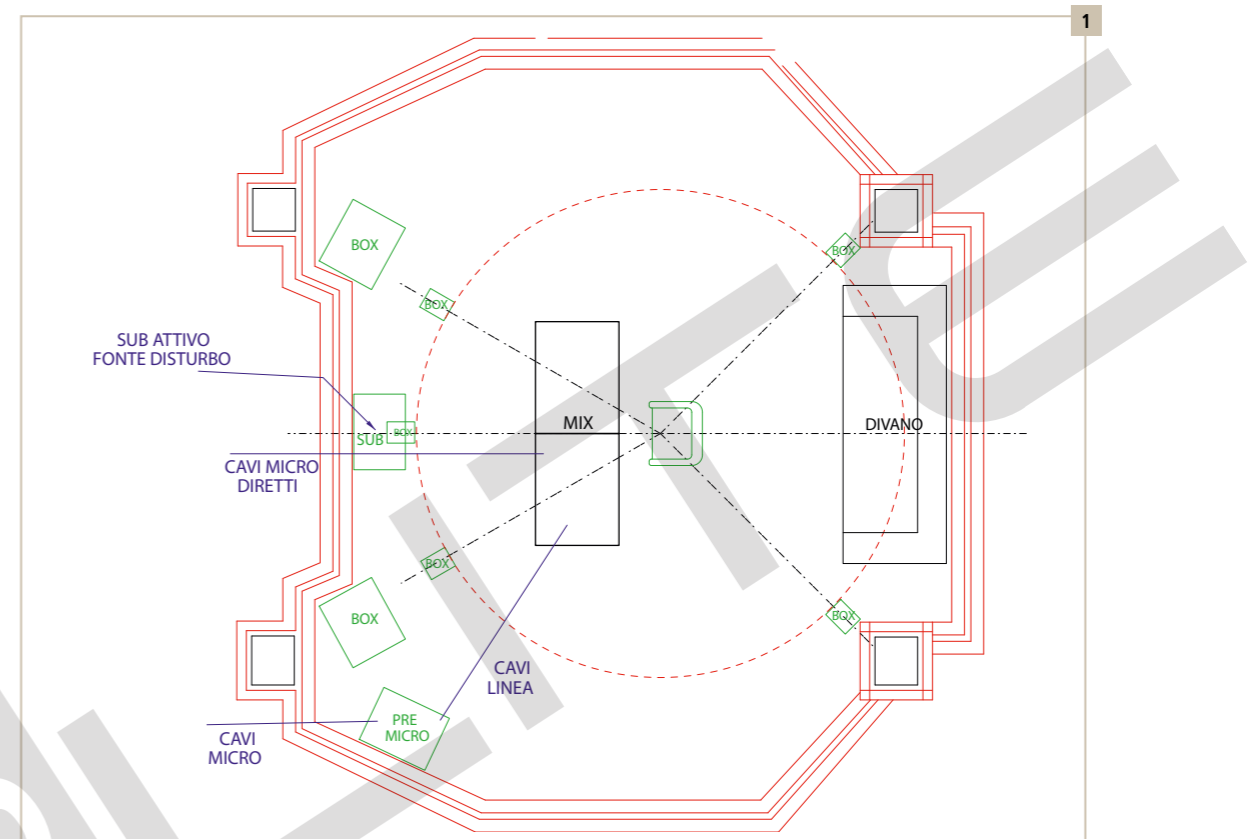 1
BOX
BOX
BOX
SUB ATTIVO
FONTE DISTURBO
MIX
DIVANO
BOX
SUB
CAVI MICRO
DIRETTI
BOX
BOX
BOX
CAVI
LINEA
PRE
MICRO
CAVI
MICRO